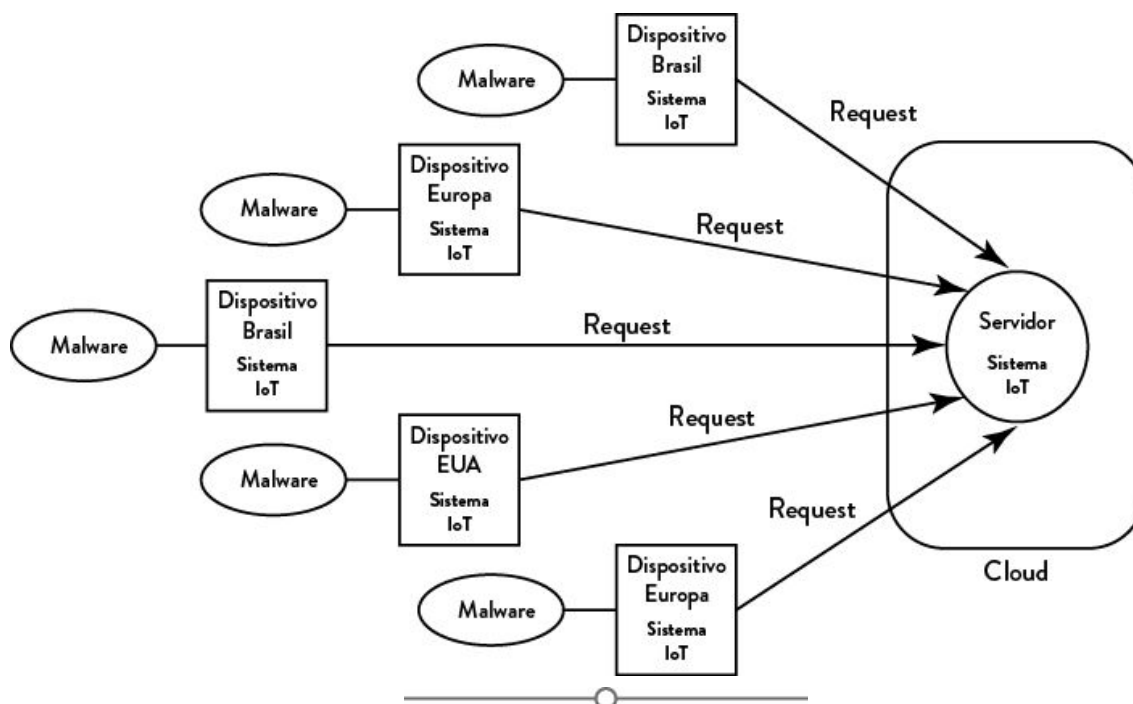 Malware
Dispositivo
Brasil
Sistema
IoT
Request
Malware
Dispositivo
Europa
Sistema
IoT
Request
Malware
Dispositivo
Brasil
Sistema
IoT
Request
Servidor
Sistema
IoT
Malware
Dispositivo
EUA
Sistema
IoT
Request
Malware
Dispositivo
Europa
Sistema
IoT
Request
Cloud